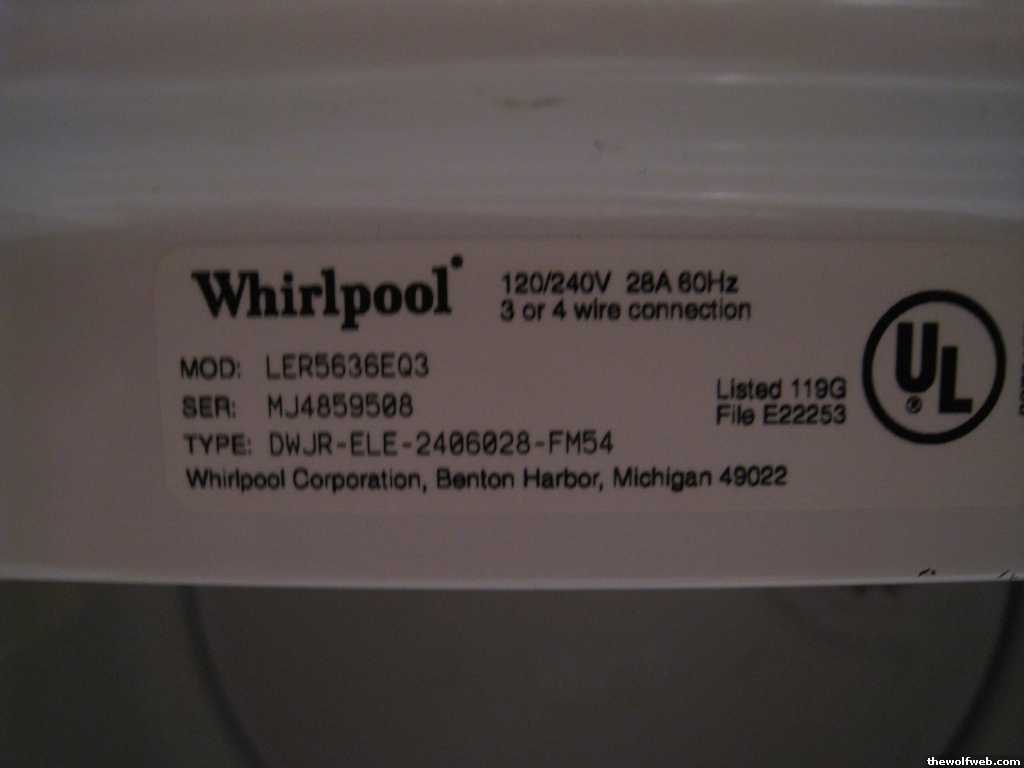 Whirlpool
120/240V 28A 60Hz
3 or 4 wire connection
MOD: LER5636EQ3
SER: MJ4859508
TYPE: DWJR-ELE-2406028-FM54
Whirlpool Corporation, Benton Harbor, Michigan 49022
Listed 119G
File E22253
UL
®
thewolfweb.com